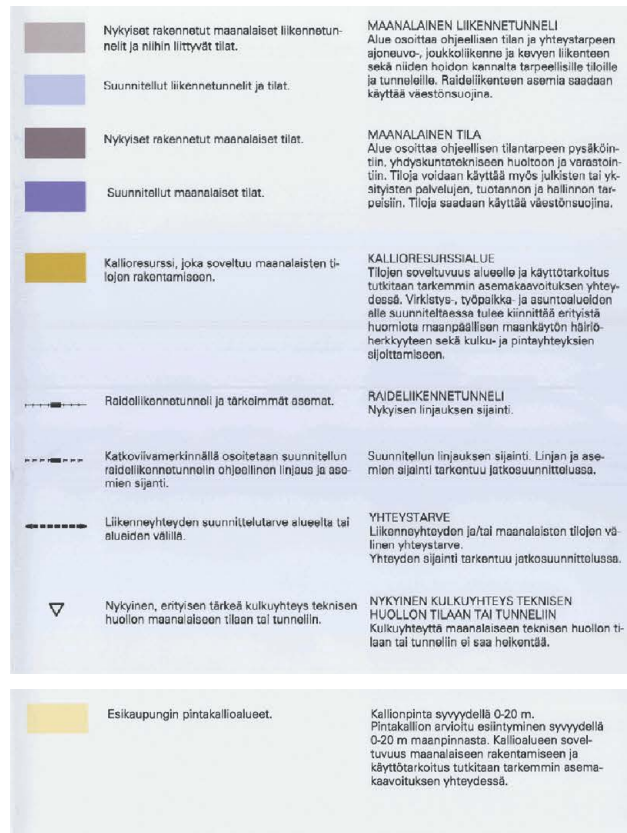 Nykyiset rakennetut maanalaiset liikennetun-
nelit ja niihin liittyvät tilat.
MAANALAINEN LIIKENNETUNNELI
Alue osoittaa ohjeellisen tilan ja yhteystarpeen
ajoneuvo-, joukkoliikenne ja kevyen liikenteen
sekä niiden hoidon kannalta tarpeellisille tiloille
ja tunneleille. Raideliikenteen asemia saadaan
käyttää väestönsuojina.
Suunnitellut liikennetunnelit ja tilat.
Nykyiset rakennetut maanalaiset tilat.
MAANALAINEN TILA
Alue osoittaa ohjeellisen tilantarpeen pysäköin-
tiin, yhdyskuntatekniseen huoltoon ja varastoin-
tiin. Tiloja voidaan käyttää myös julkisten tai yk-
sityisten palvelujen, tuotannon ja hallinnon tar-
peisiin. Tiloja saadaan käyttää väestönsuojina.
Suunnitellut maanalaiset tilat.
Kallioresurssi, joka soveltuu maanalaisten ti-
lojen rakentamiseen.
KALLIORESURSSIALUE
Tilojen soveltuvuus alueelle ja käyttötarkoitus
tutkitaan tarkemmin asemakaavoituksen yhtey-
dessä. Virkistys-, työpaikka- ja asuntoalueiden
alle suunniteltaessa tulee kiinnittää erityistä
huomiota maanpäällisen maankäytön häiriö-
herkkyyteen sekä kulku- ja pintayhteyksien
sijoittamiseen.
Raideliikennetunneli ja tärkeimmät asemat.
RAIDELIIKENNETUNNELI
Nykyisen linjauksen sijainti.
Katkoviivamerkinnällä osoitetaan suunnitellun
raideliikennetunnelin ohjeellinen linjaus ja ase-
mien sijanti.
Suunnitellun linjauksen sijainti. Linjan ja ase-
mien sijainti tarkentuu jatkosuunnittelussa.
Liikenneyhteyden suunnittelutarve alueelta tai
alueiden välillä.
YHTEYSTARVE
Liikenneyhteyden ja/tai maanalaisten tilojen vä-
linen yhteystarve.
Yhteyden sijainti tarkentuu jatkosuunnittelussa.
Nykyinen, erityisen tärkeä kulkuyhteys teknisen
huollon maanalaiseen tilaan tai tunneliin.
NYKYINEN KULKUYHTEYS TEKNISEN
HUOLLON TILAAN TAI TUNNELIIN
Kulkuyhteyttä maanalaiseen teknisen huollon ti-
laan tai tunneliin ei saa heikentää.
Esikaupungin pintakallioalueet.
Kallionpinta syvyydellä 0-20 m.
Pintakallion arvioitu esiintyminen syvyydellä
0-20 m maanpinnasta. Kallioalueen sovel-
tuvuus maanalaiseen rakentamiseen ja
käyttötarkoitus tutkitaan tarkemmin asema-
kaavoituksen yhteydessä.